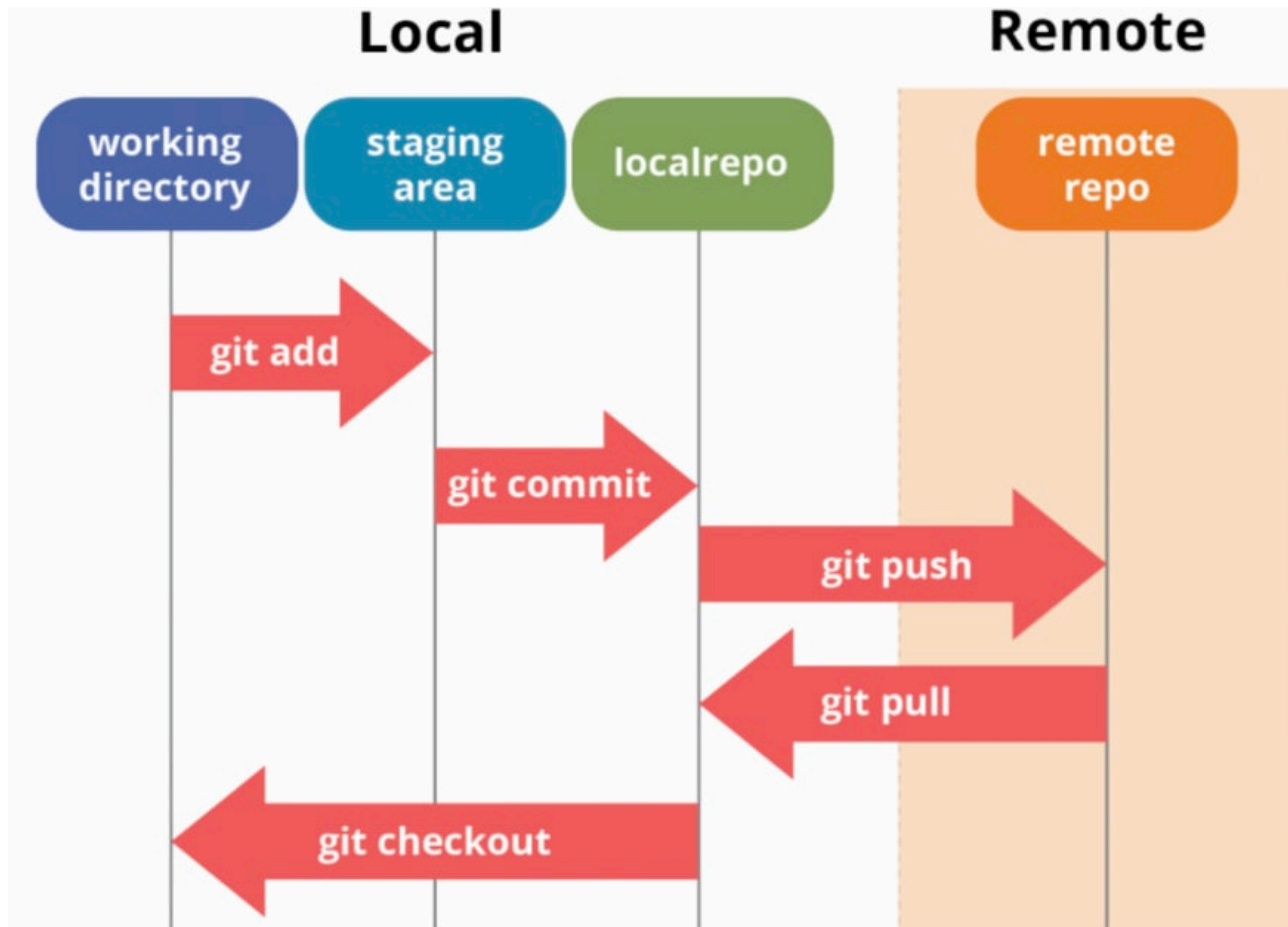 Local
Remote
working
directory
staging
area
localrepo
remote
repo
git add
git commit
git push
git pull
git checkout